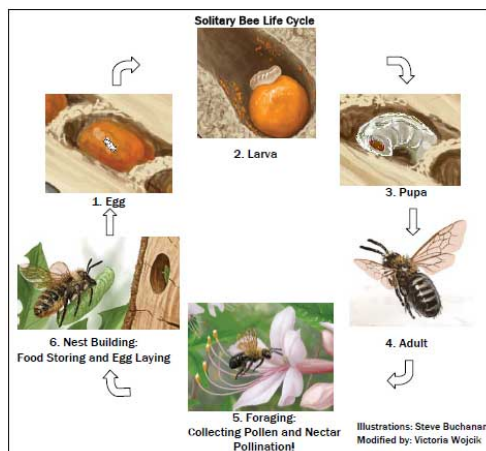 Solitary Bee Life Cycle
1. Egg
2. Larva
3. Pupa
4. Adult
5. Foraging:
Collecting Pollen and Nectar
Pollination!
6. Nest Building:
Food Storing and Egg Laying
Illustrations: Steve Buchanan
Modified by: Victoria Wojcik